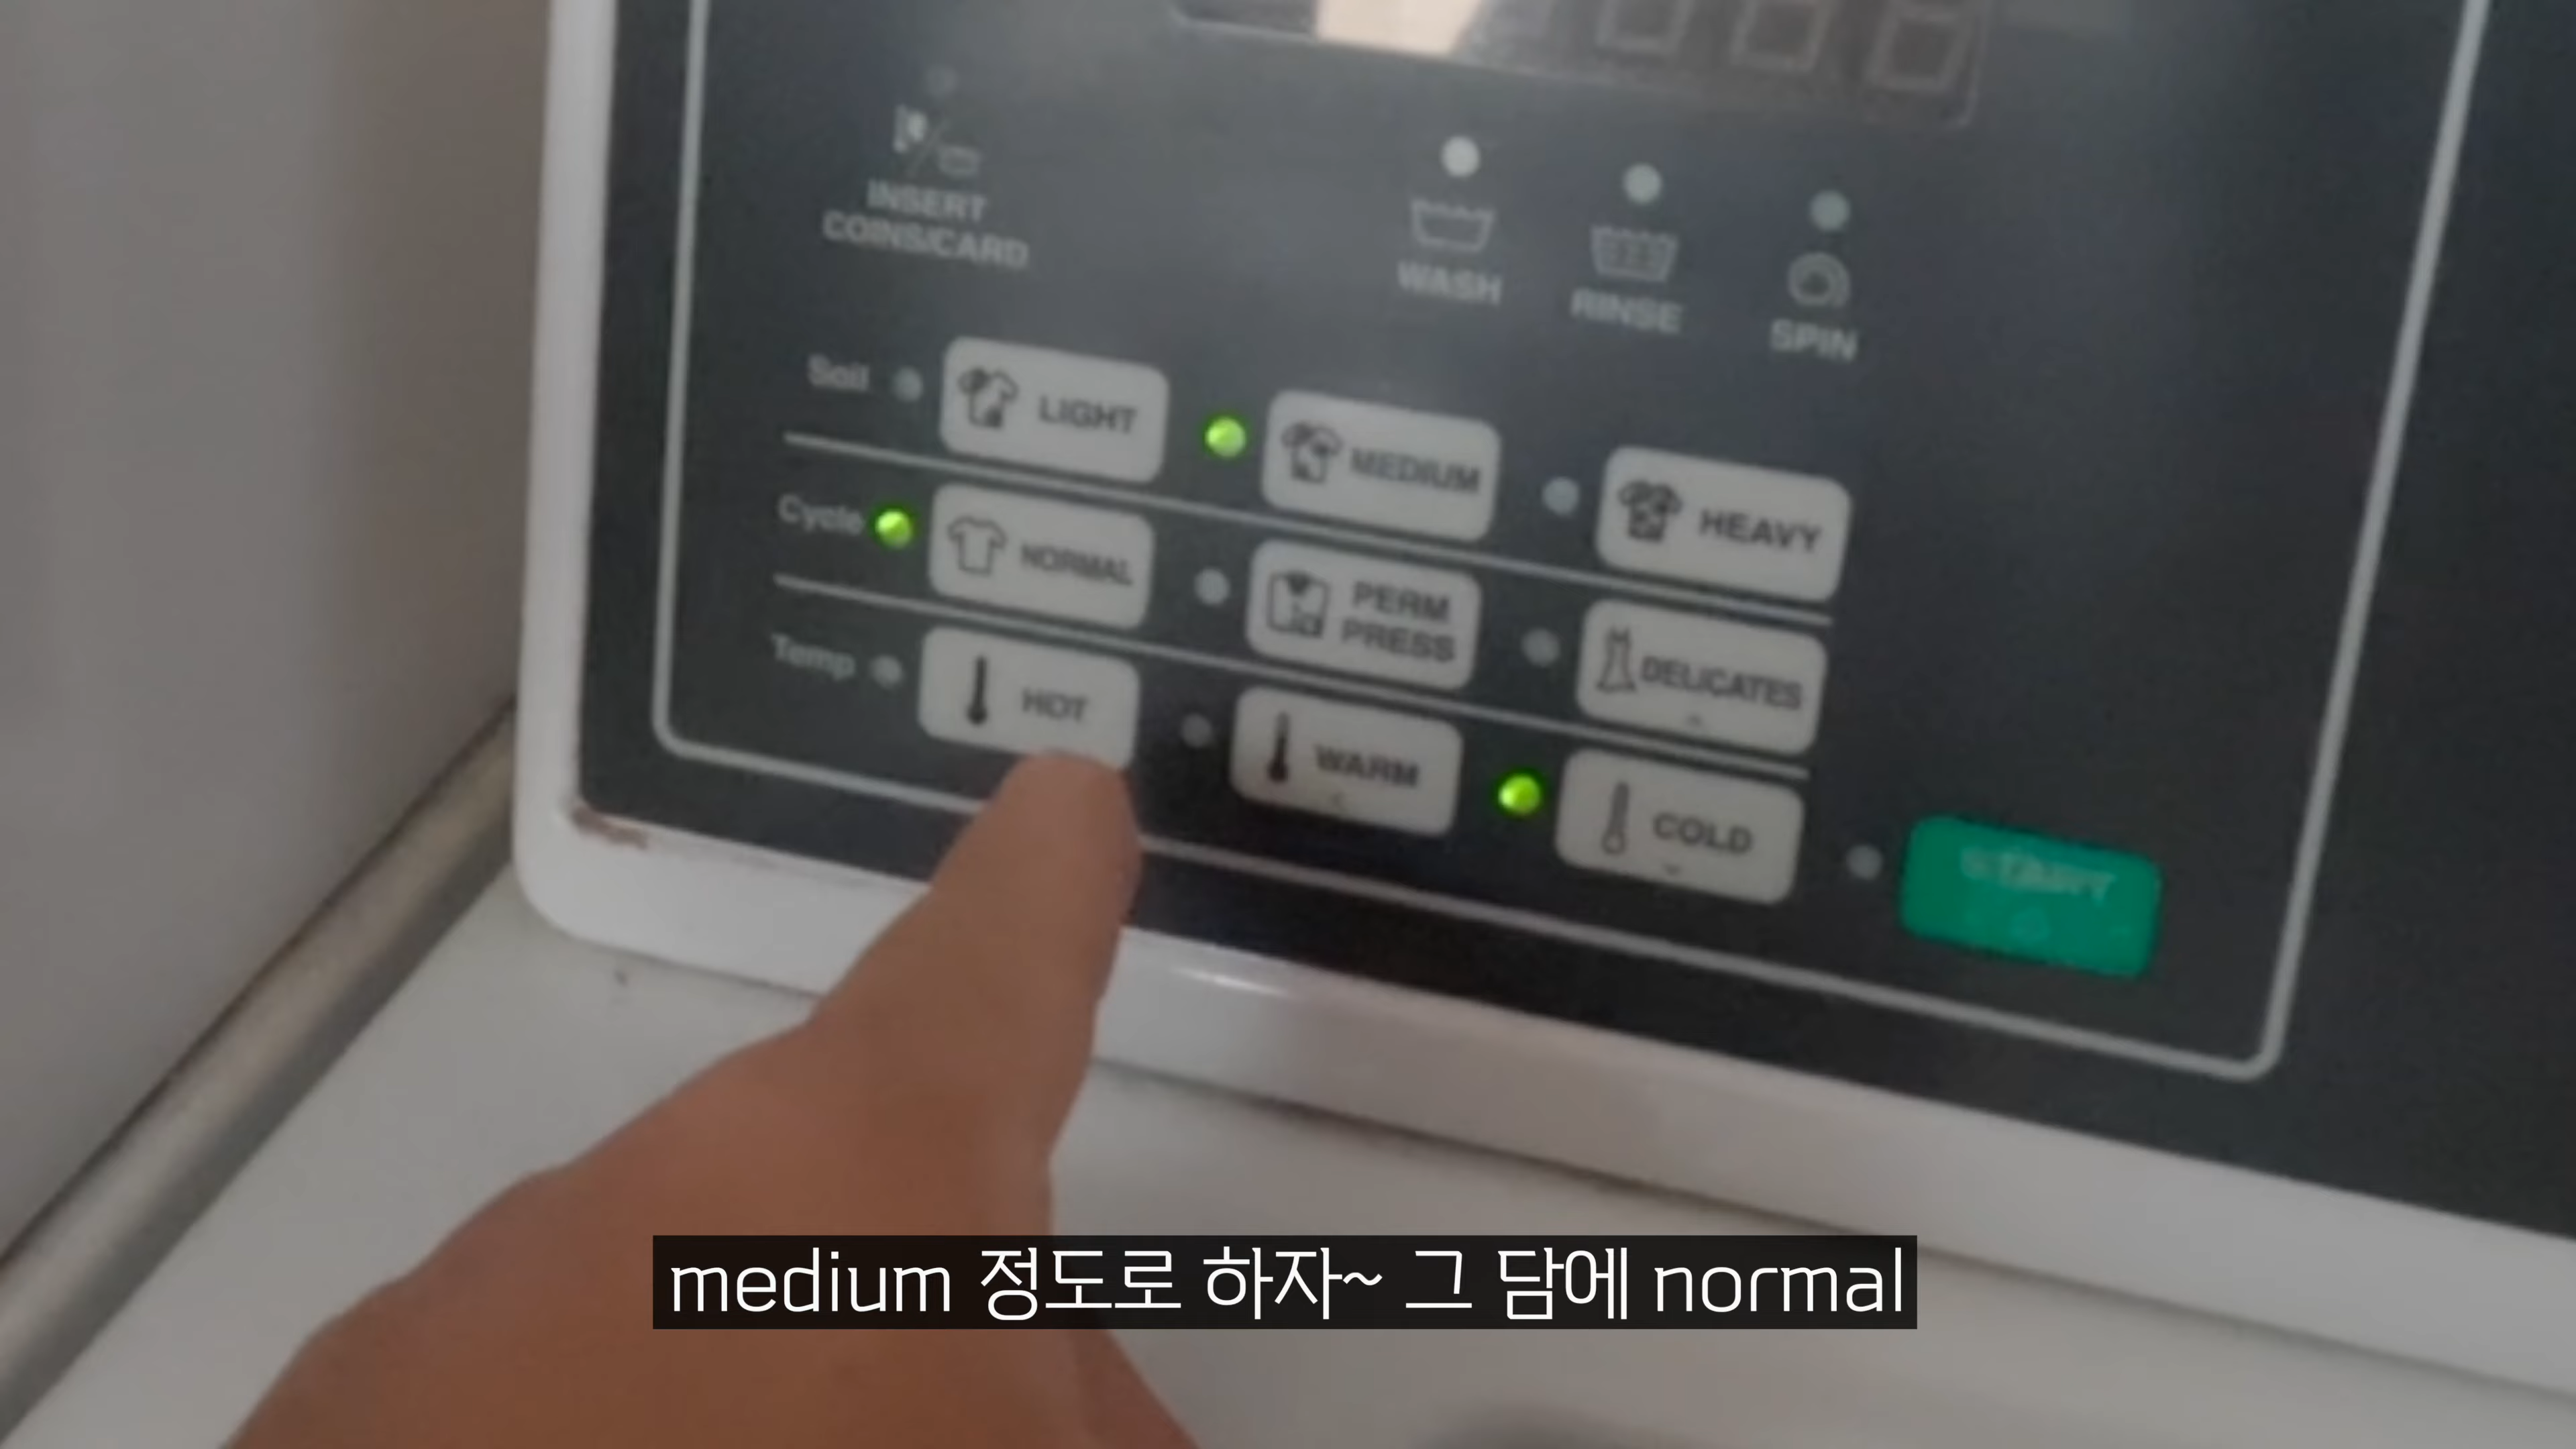 INSERT
COINS/CARD
WASH
RINSE
SPIN
Soil
LIGHT
MEDIUM
HEAVY
Cycle
NORMAL
PERM
PRESS
DELICATES
Temp
HOT
WARM
COLD
START
medium 정도로 하자~ 그 담에 normal